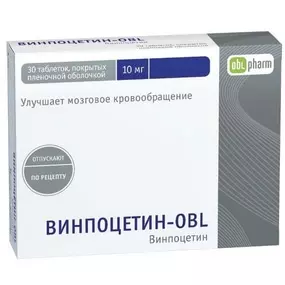 30 таблеток, покрытых
пленочной оболочкой
10 мг
obl pharm
Улучшает мозговое кровообращение
ОТПУСКАЮТ
ПО РЕЦЕПТУ
ВИНПОЦЕТИН-OBL
Винпоцетин